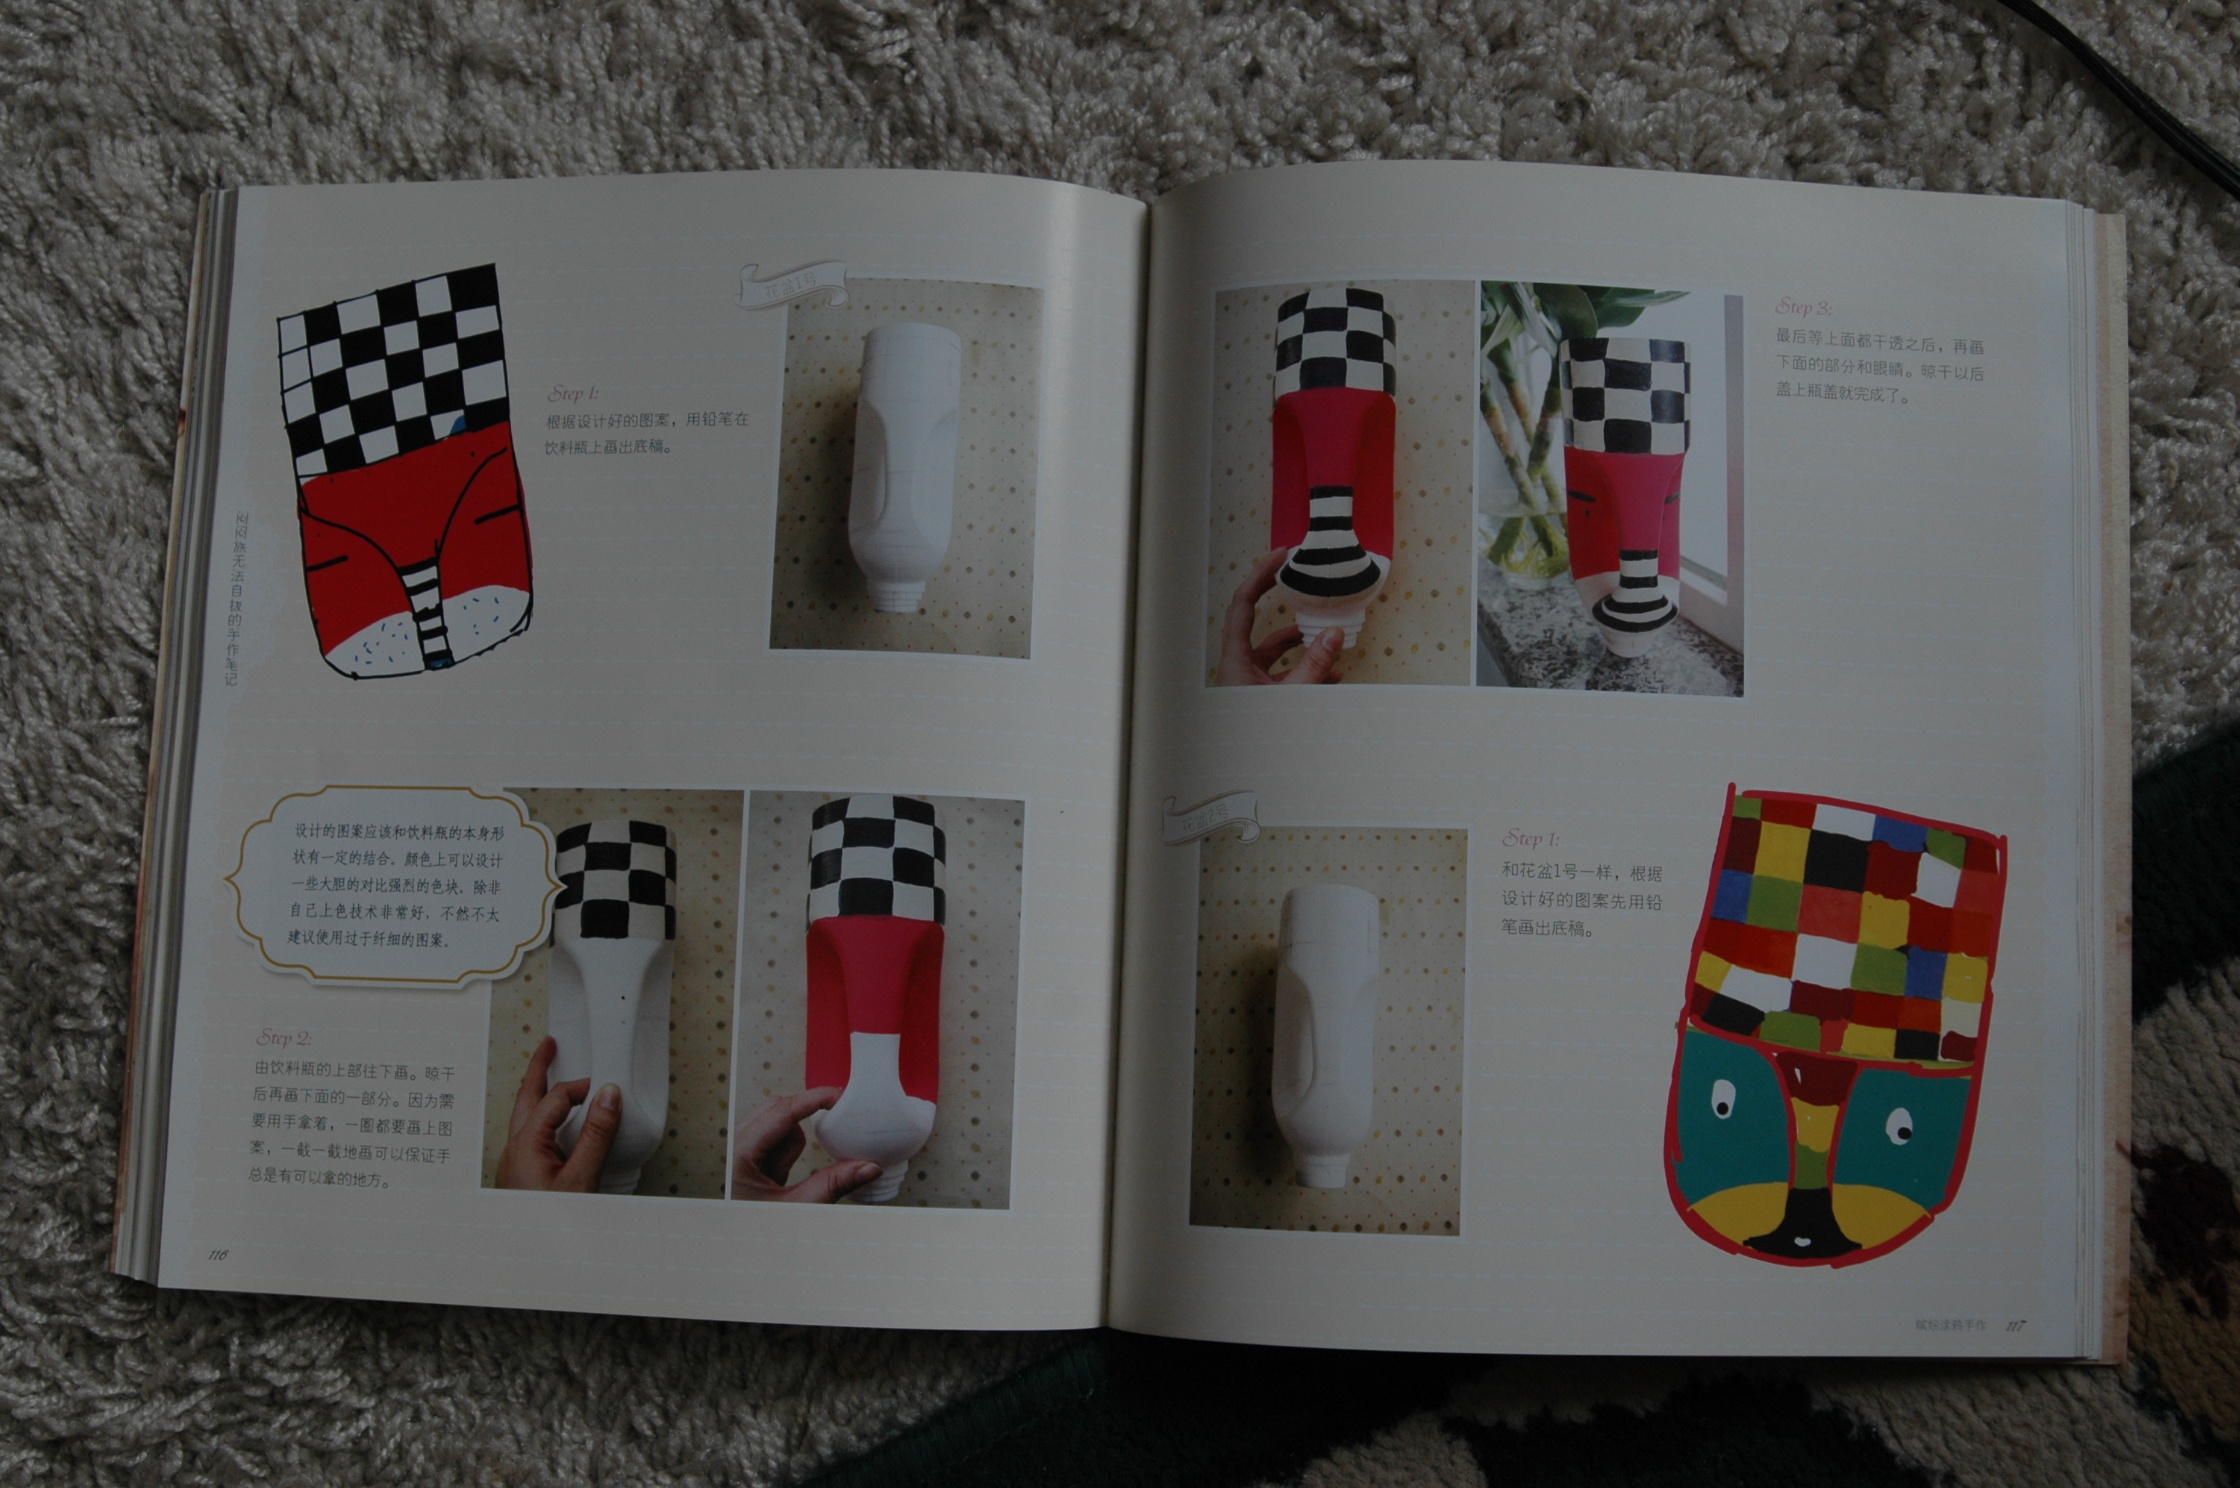 花盆1号
Step 1:
根据设计好的图案，用铅笔在
饮料瓶上画出底稿。
闷闷族无法自拔的手作笔记
设计的图案应该和饮料瓶的本身形
状有一定的结合。颜色上可以设计
一些大胆的对比强烈的色块。除非
自己上色技术非常好，不然不太
建议使用过于纤细的图案。
Step 2:
由饮料瓶的上部往下画。晾干
后再画下面的一部分。因为需
要用手拿着，一圈都要画上图
案，一截一截地画可以保证手
总是有可以拿的地方。
116
Step 3:
最后等上面都干透之后，再画
下面的部分和眼睛。晾干以后
盖上瓶盖就完成了。
花盆2号
Step 1:
和花盆1号一样，根据
设计好的图案先用铅
笔画出底稿。
缤纷涂鸦手作 117